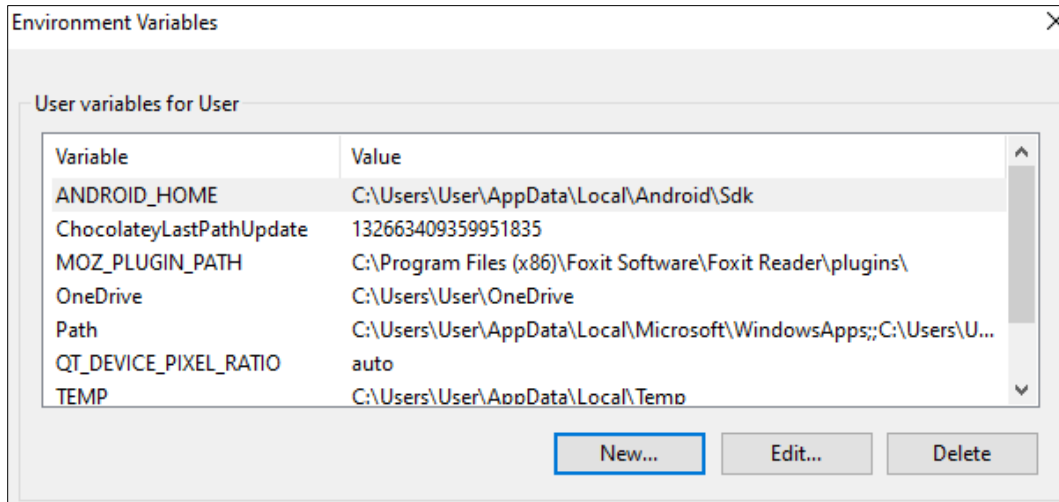 Environment Variables
User variables for User
Variable Value
ANDROID_HOME C:\Users\User\AppData\Local\Android\Sdk
ChocolateyLastPathUpdate 132663409359951835
MOZ_PLUGIN_PATH C:\Program Files (x86)\Foxit Software\Foxit Reader\plugins\
OneDrive C:\Users\User\OneDrive
Path C:\Users\User\AppData\Local\Microsoft\WindowsApps;;C:\Users\U...
QT_DEVICE_PIXEL_RATIO auto
TEMP C:\Users\User\AppData\Local\Temp
New... Edit... Delete